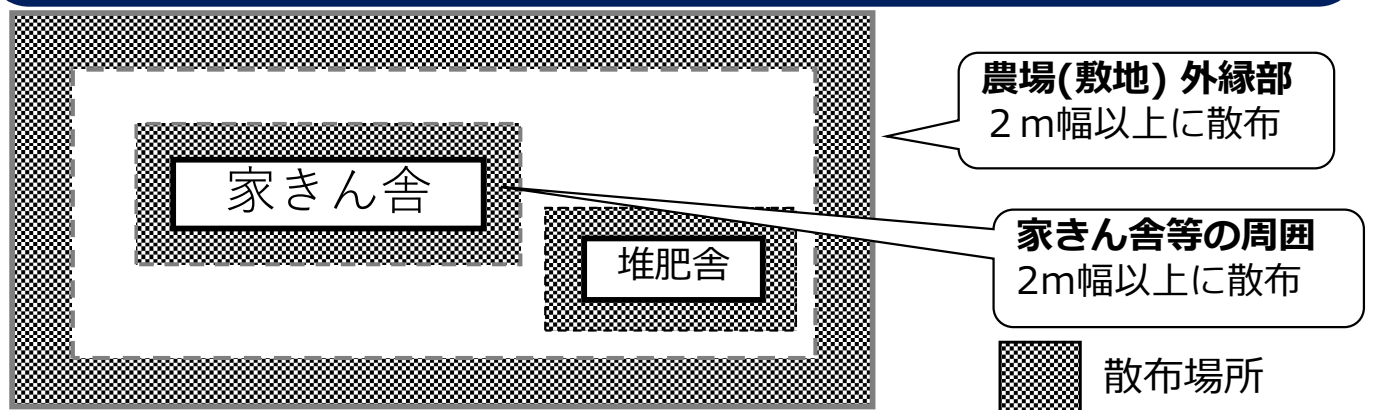 農場(敷地) 外縁部
２ｍ幅以上に散布
家きん舎
堆肥舎
家きん舎等の周囲
2m幅以上に散布
散布場所